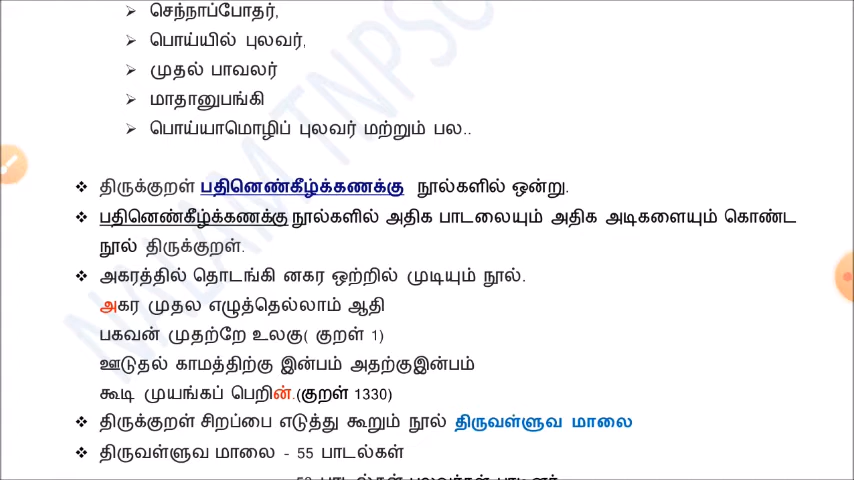 செந்நாப்போதர்,
பொய்யில் புலவர்,
முதல் பாவலர்
மாதானுபங்கி
பொய்யாமொழிப் புலவர் மற்றும் பல..
திருக்குறள் பதினெண்கீழ்க்கணக்கு நூல்களில் ஒன்று.
பதினெண்கீழ்க்கணக்கு நூல்களில் அதிக பாடலையும் அதிக அடிகளையும் கொண்ட
நூல் திருக்குறள்.
அகரத்தில் தொடங்கி னகர ஒற்றில் முடியும் நூல்.
அகர முதல எழுத்தெல்லாம் ஆதி
பகவன் முதற்றே உலகு( குறள் 1)
ஊடுதல் காமத்திற்கு இன்பம் அதற்குஇன்பம்
கூடி முயங்கப் பெறின்.(குறள் 1330)
திருக்குறள் சிறப்பை எடுத்து கூறும் நூல் திருவள்ளுவ மாலை
திருவள்ளுவ மாலை - 55 பாடல்கள்